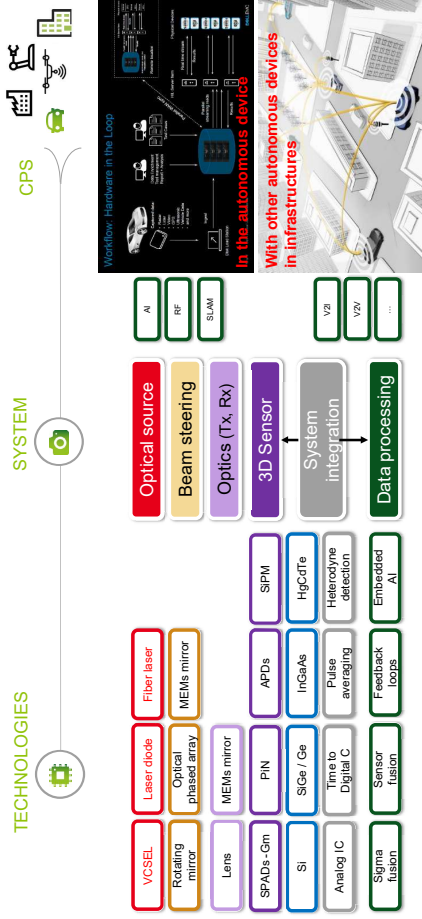 TECHNOLOGIES
SYSTEM
CPS
VCSEL
Laser diode
Fiber laser
Optical source
AI
Rotating
mirror
Optical
phased array
MEMs mirror
Beam steering
RF
Lens
MEMs mirror
Optics (Tx, Rx)
SLAM
SPADs - Gm
PiN
APDs
SiPM
3D Sensor
Si
SiGe / Ge
InGaAs
HgCdTe
System
integration
V2I
Analog IC
Time to
Digital C
Pulse
averaging
Heterodyne
detection
V2V
Sigma
fusion
Sensor
fusion
Feedback
loops
Embedded
AI
Data processing
...
Workflow: Hardware in the Loop
In the autonomous device
With other autonomous devices
in infrastructures